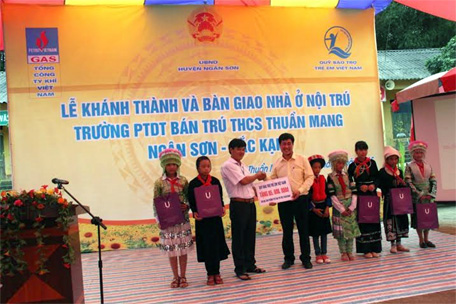 PETROVIETNAM
GAS
TỔNG
CÔNG TY KHÍ
VIỆT NAM
UBND
HUYỆN NGÂN SƠN
QUỸ BẢO TRỢ
TRẺ EM VIỆT NAM
LỄ KHÁNH THÀNH VÀ BÀN GIAO NHÀ Ở NỘI TRÚ
TRƯỜNG PTDT BÁN TRÚ THCS THUẦN MANG
NGÂN SƠN - BẮC KẠN
Thuần